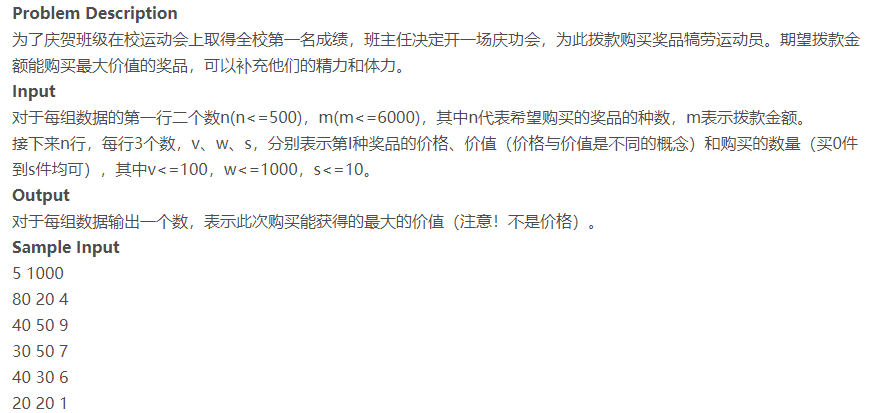 Problem Description
为了庆贺班级在校运动会上取得全校第一名成绩，班主任决定开一场庆功会，为此拨款购买奖品犒劳运动员。期望拨款金
额能购买最大价值的奖品，可以补充他们的精力和体力。
Input
对于每组数据的第一行二个数n(n<=500)，m(m<=6000)，其中n代表希望购买的奖品的种数，m表示拨款金额。
接下来n行，每行3个数，v、w、s，分别表示第I种奖品的价格、价值（价格与价值是不同的概念）和购买的数量（买0件
到s件均可），其中v<=100，w<=1000，s<=10。
Output
对于每组数据输出一个数，表示此次购买能获得的最大的价值（注意！不是价格）。
Sample Input
5 1000
80 20 4
40 50 9
30 50 7
40 30 6
20 20 1